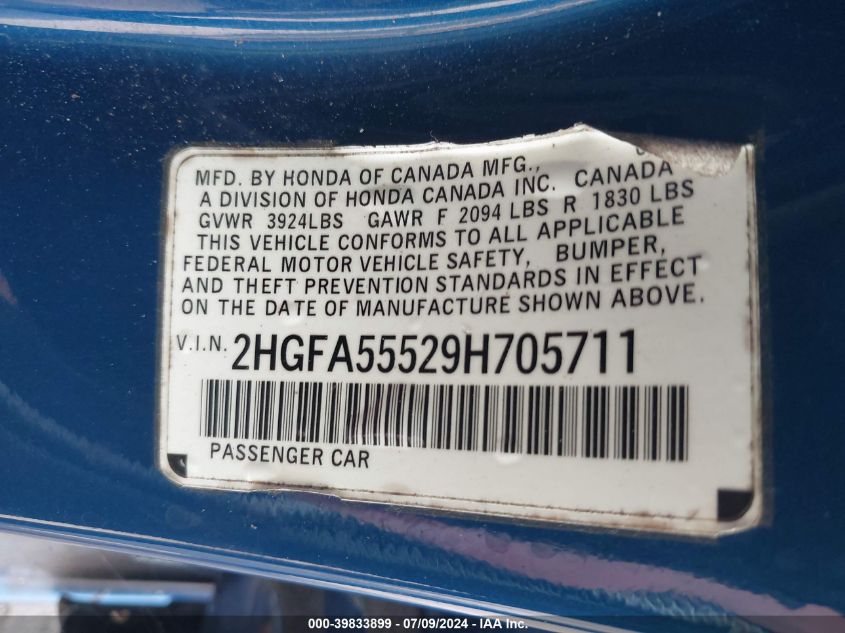 MFD. BY HONDA OF CANADA MFG.,
A DIVISION OF HONDA CANADA INC. CANADA
GVWR 3924LBS GAWR F 2094 LBS R 1830 LBS
THIS VEHICLE CONFORMS TO ALL APPLICABLE
FEDERAL MOTOR VEHICLE SAFETY, BUMPER,
AND THEFT PREVENTION STANDARDS IN EFFECT
ON THE DATE OF MANUFACTURE SHOWN ABOVE.
V.I.N. 2HGFA55529H705711
PASSENGER CAR
000-39833899 - 07/09/2024 - IAA Inc.